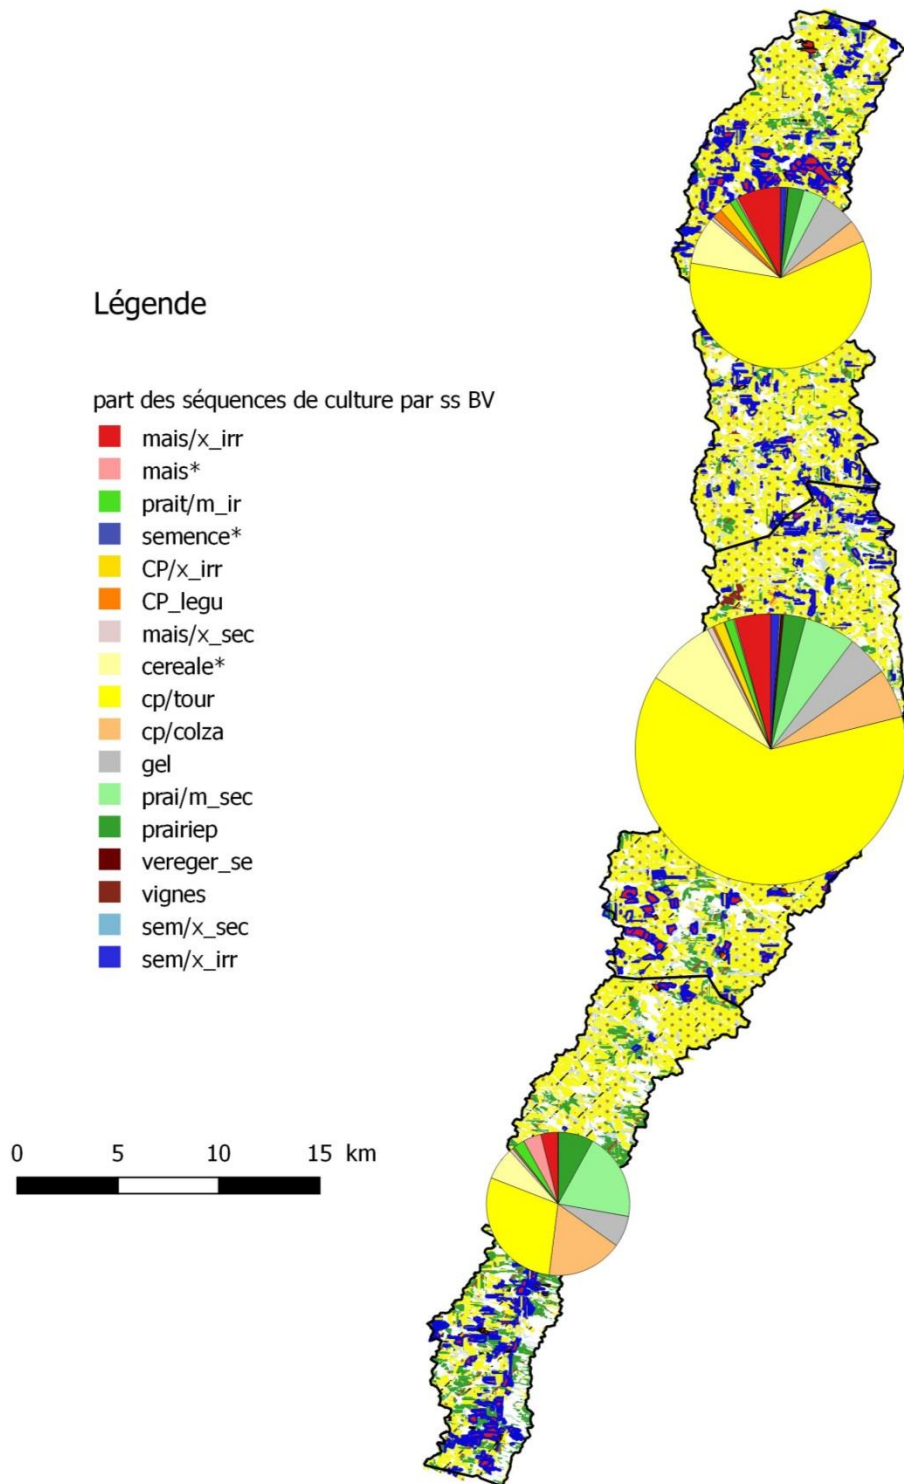 Légende
part des séquences de culture par ss BV
mais/x_irr
mais*
prait/m_ir
semence*
CP/x_irr
CP_legu
mais/x_sec
cereale*
cp/tour
cp/colza
gel
prai/m_sec
prairiep
vereger_se
vignes
sem/x_sec
sem/x_irr
0 5 10 15 km